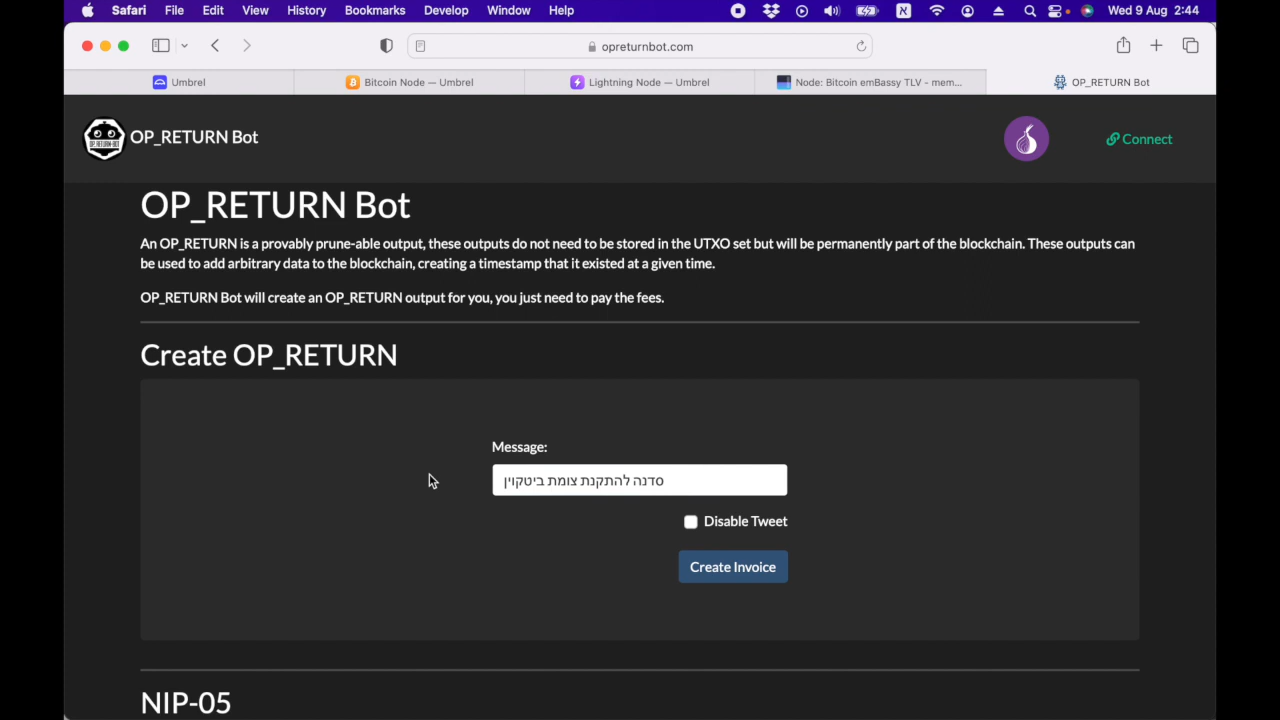 Safari File Edit View History Bookmarks Develop Window Help Wed 9 Aug 2:44
opreturnbot.com
Umbrel
Bitcoin Node — Umbrel
Lightning Node — Umbrel
Node: Bitcoin emBassy TLV - mem...
OP_RETURN Bot
OP_RETURN Bot
Connect
OP_RETURN Bot
An OP_RETURN is a provably prune-able output, these outputs do not need to be stored in the UTXO set but will be permanently part of the blockchain. These outputs can
be used to add arbitrary data to the blockchain, creating a timestamp that it existed at a given time.
OP_RETURN Bot will create an OP_RETURN output for you, you just need to pay the fees.
Create OP_RETURN
Message:
סדנה להתקנת צומת ביטקוין
Disable Tweet
Create Invoice
NIP-05